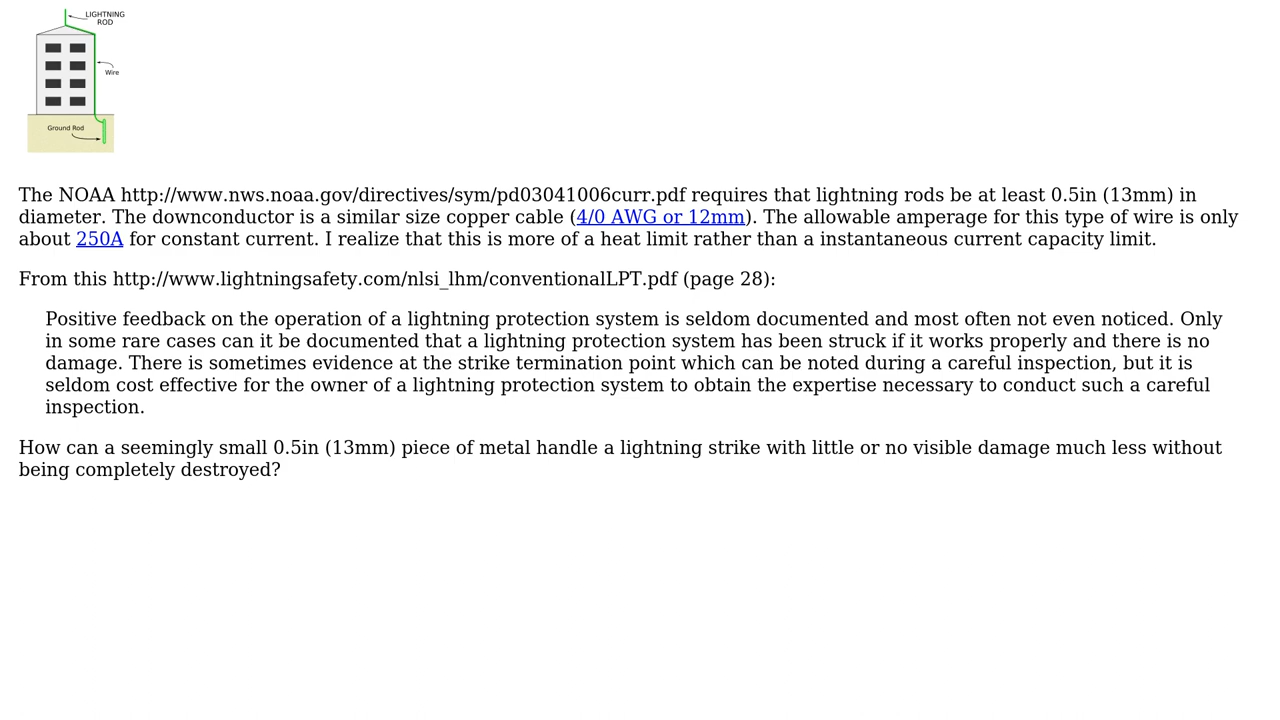 LIGHTNING
ROD
Wire
Ground Rod
The NOAA http://www.nws.noaa.gov/directives/sym/pd03041006curr.pdf requires that lightning rods be at least 0.5in (13mm) in
diameter. The downconductor is a similar size copper cable (4/0 AWG or 12mm). The allowable amperage for this type of wire is only
about 250A for constant current. I realize that this is more of a heat limit rather than a instantaneous current capacity limit.
From this http://www.lightningsafety.com/nlsi_lhm/conventionalLPT.pdf (page 28):
Positive feedback on the operation of a lightning protection system is seldom documented and most often not even noticed. Only
in some rare cases can it be documented that a lightning protection system has been struck if it works properly and there is no
damage. There is sometimes evidence at the strike termination point which can be noted during a careful inspection, but it is
seldom cost effective for the owner of a lightning protection system to obtain the expertise necessary to conduct such a careful
inspection.
How can a seemingly small 0.5in (13mm) piece of metal handle a lightning strike with little or no visible damage much less without
being completely destroyed?